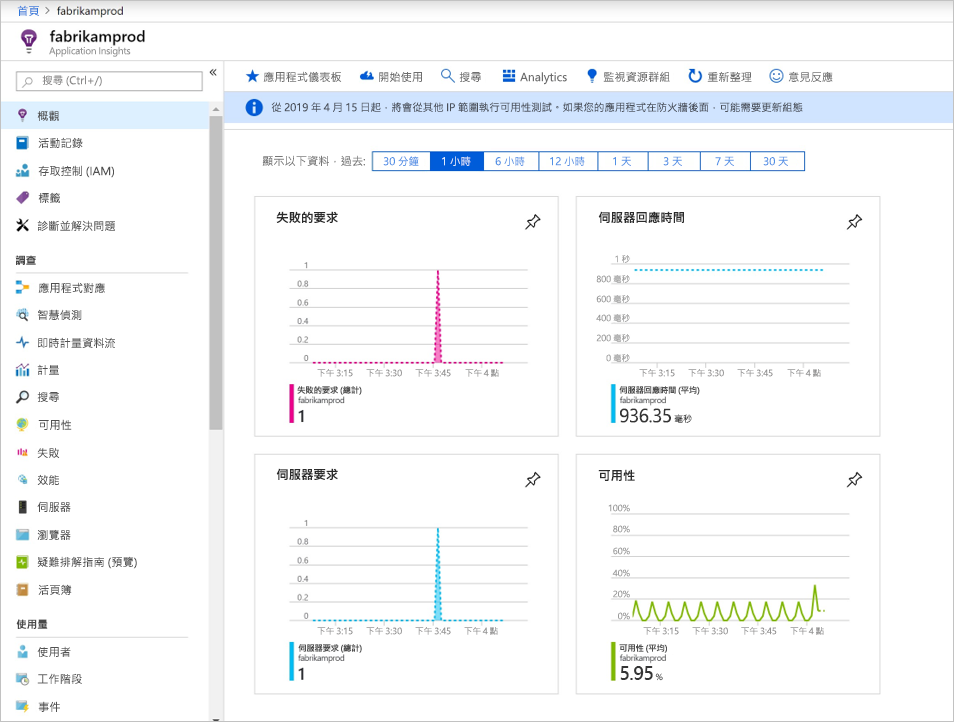 首頁 > fabrikamprod
fabrikamprod
Application Insights
搜尋 (Ctrl+/)
«
概觀
活動記錄
存取控制 (IAM)
標籤
診斷並解決問題
調查
應用程式對應
智慧偵測
即時計量資料流
計量
搜尋
可用性
失敗
效能
伺服器
瀏覽器
疑難排解指南 (預覽)
活頁簿
使用量
使用者
工作階段
事件
應用程式儀表板 開始使用 搜尋 Analytics 監視資源群組 重新整理 意見反應
從 2019 年 4 月 15 日起，將會從其他 IP 範圍執行可用性測試。如果您的應用程式在防火牆後面，可能需要更新組態
顯示以下資料，過去: 30 分鐘 1 小時 6 小時 12 小時 1 天 3 天 7 天 30 天
失敗的要求
1
0.8
0.6
0.4
0.2
0
下午 3:15 下午 3:30 下午 3:45 下午 4 點
失敗的要求 (總計)
fabrikamprod
1
伺服器回應時間
1 秒
800 毫秒
600 毫秒
400 毫秒
200 毫秒
0 毫秒
下午 3:15 下午 3:30 下午 3:45 下午 4 點
伺服器回應時間 (平均)
fabrikamprod
936.35 毫秒
伺服器要求
1
0.8
0.6
0.4
0.2
0
下午 3:15 下午 3:30 下午 3:45 下午 4 點
伺服器要求 (總計)
fabrikamprod
1
可用性
100%
80%
60%
40%
20%
0%
下午 3:15 下午 3:30 下午 3:45 下午 4 點
可用性 (平均)
fabrikamprod
5.95 %